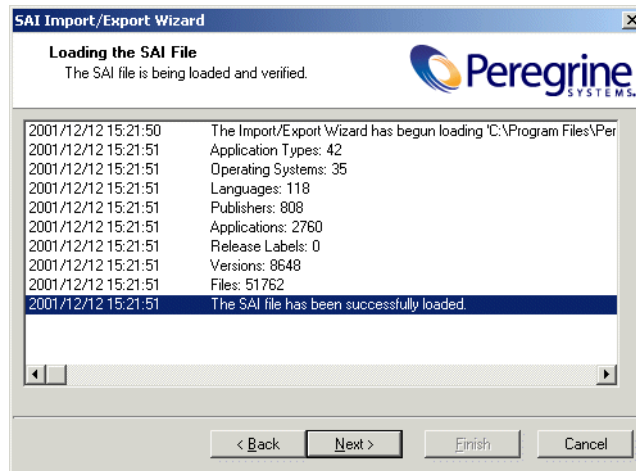 SAI Import/Export Wizard
Loading the SAI File
The SAI file is being loaded and verified.
Peregrine
SYSTEMS
2001/12/12 15:21:50 The Import/Export Wizard has begun loading 'C:\Program Files\Per
2001/12/12 15:21:51 Application Types: 42
2001/12/12 15:21:51 Operating Systems: 35
2001/12/12 15:21:51 Languages: 118
2001/12/12 15:21:51 Publishers: 808
2001/12/12 15:21:51 Applications: 2760
2001/12/12 15:21:51 Release Labels: 0
2001/12/12 15:21:51 Versions: 8648
2001/12/12 15:21:51 Files: 51762
2001/12/12 15:21:51 The SAI file has been successfully loaded.
< Back Next > Finish Cancel